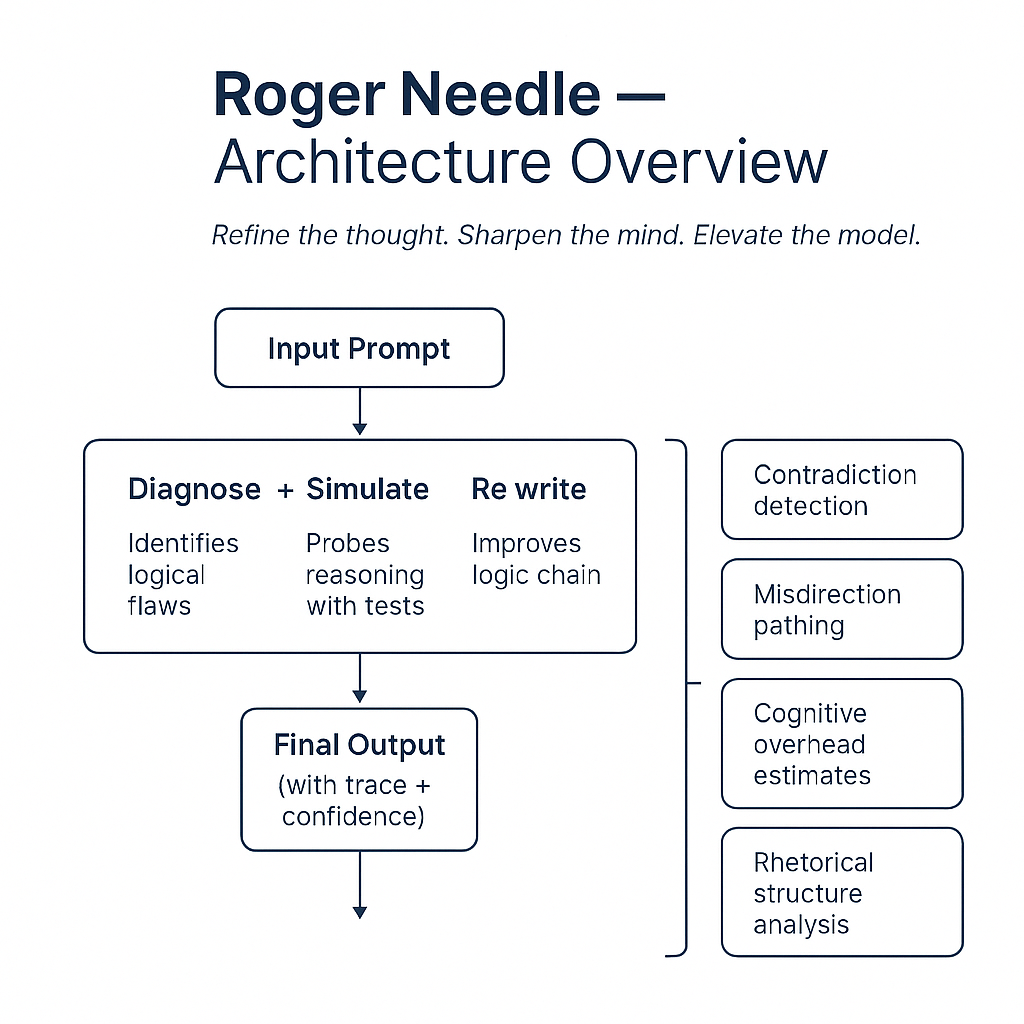 Roger Needle —
Architecture Overview
Refine the thought. Sharpen the mind. Elevate the model.
Input Prompt
Diagnose + Simulate
Identifies
logical
flaws
Probes
reasoning
with tests
Re write
Improves
logic chain
Final Output
(with trace +
confidence)
Contradiction
detection
Misdirection
pathing
Cognitive
overhead
estimates
Rhetorical
structure
analysis